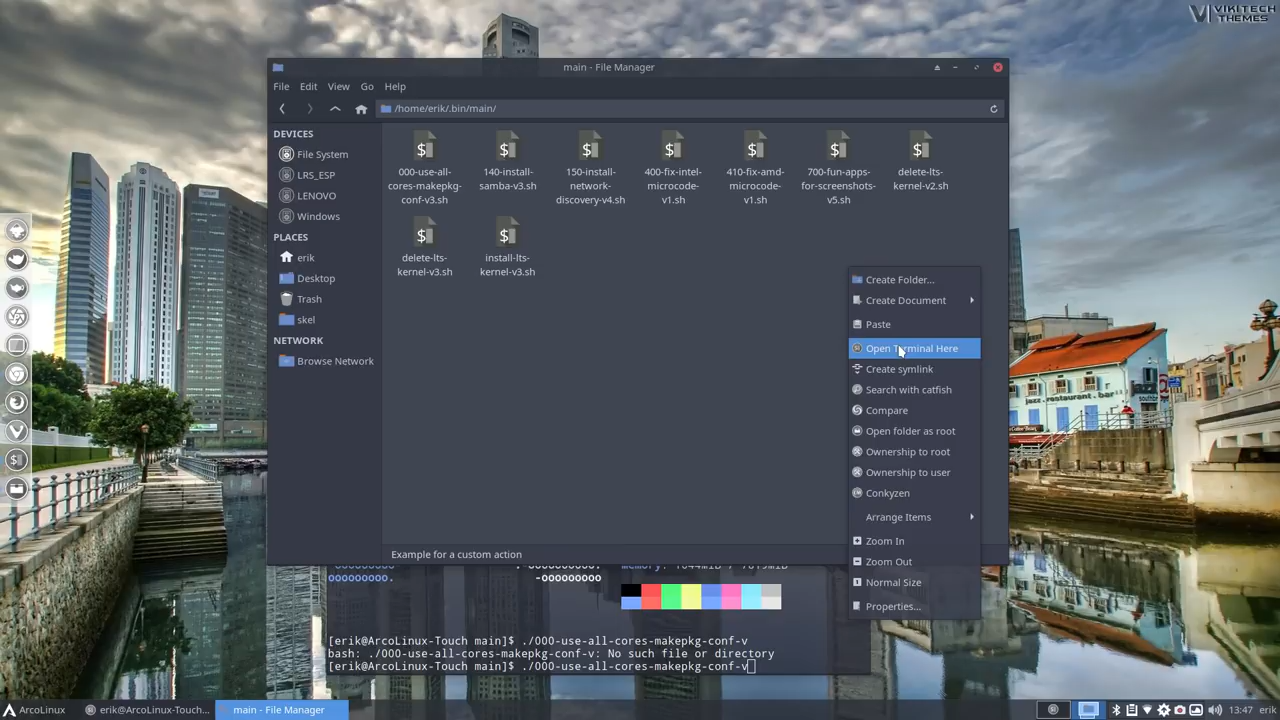 VIKITECH
THEMES
main - File Manager
File Edit View Go Help
/home/erik/.bin/main/
DEVICES
File System
LRS_ESP
LENOVO
Windows
PLACES
erik
Desktop
Trash
skel
NETWORK
Browse Network
000-use-all-
cores-makepkg-
conf-v3.sh
140-install-
samba-v3.sh
150-install-
network-
discovery-v4.sh
400-fix-intel-
microcode-
v1.sh
410-fix-amd-
microcode-
v1.sh
700-fun-apps-
for-screenshots-
v5.sh
delete-lts-
kernel-v2.sh
delete-lts-
kernel-v3.sh
install-lts-
kernel-v3.sh
Create Folder...
Create Document
Paste
Open Terminal Here
Create symlink
Search with catfish
Compare
Open folder as root
Ownership to root
Ownership to user
Conkyzen
Arrange Items
Zoom In
Zoom Out
Normal Size
Properties...
Example for a custom action
ooooooooo. -ooooooooo
[erik@ArcoLinux-Touch main]$ ./000-use-all-cores-makepkg-conf-v
bash: ./000-use-all-cores-makepkg-conf-v: No such file or directory
[erik@ArcoLinux-Touch main]$ ./000-use-all-cores-makepkg-conf-v
jazz.restaurant.bar
ArcoLinux
erik@ArcoLinux-Touch...
main - File Manager
13:47 erik